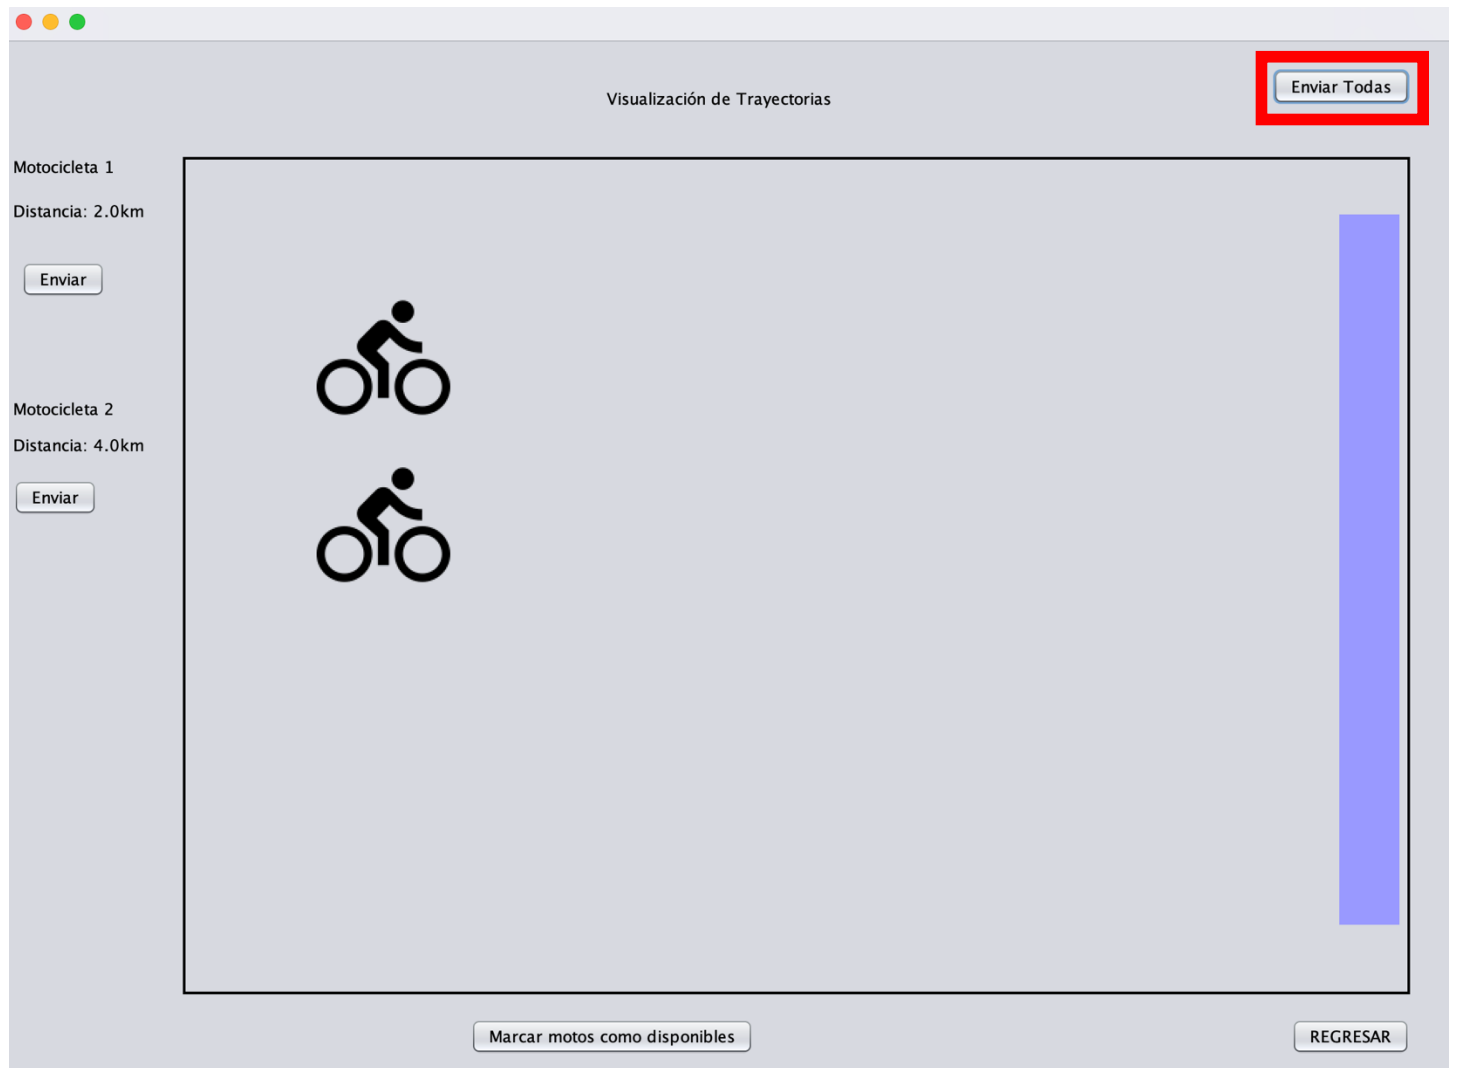 Enviar Todas
Visualización de Trayectorias
Motocicleta 1
Distancia: 2.0km
Enviar
Motocicleta 2
Distancia: 4.0km
Enviar
Marcar motos como disponibles
REGRESAR